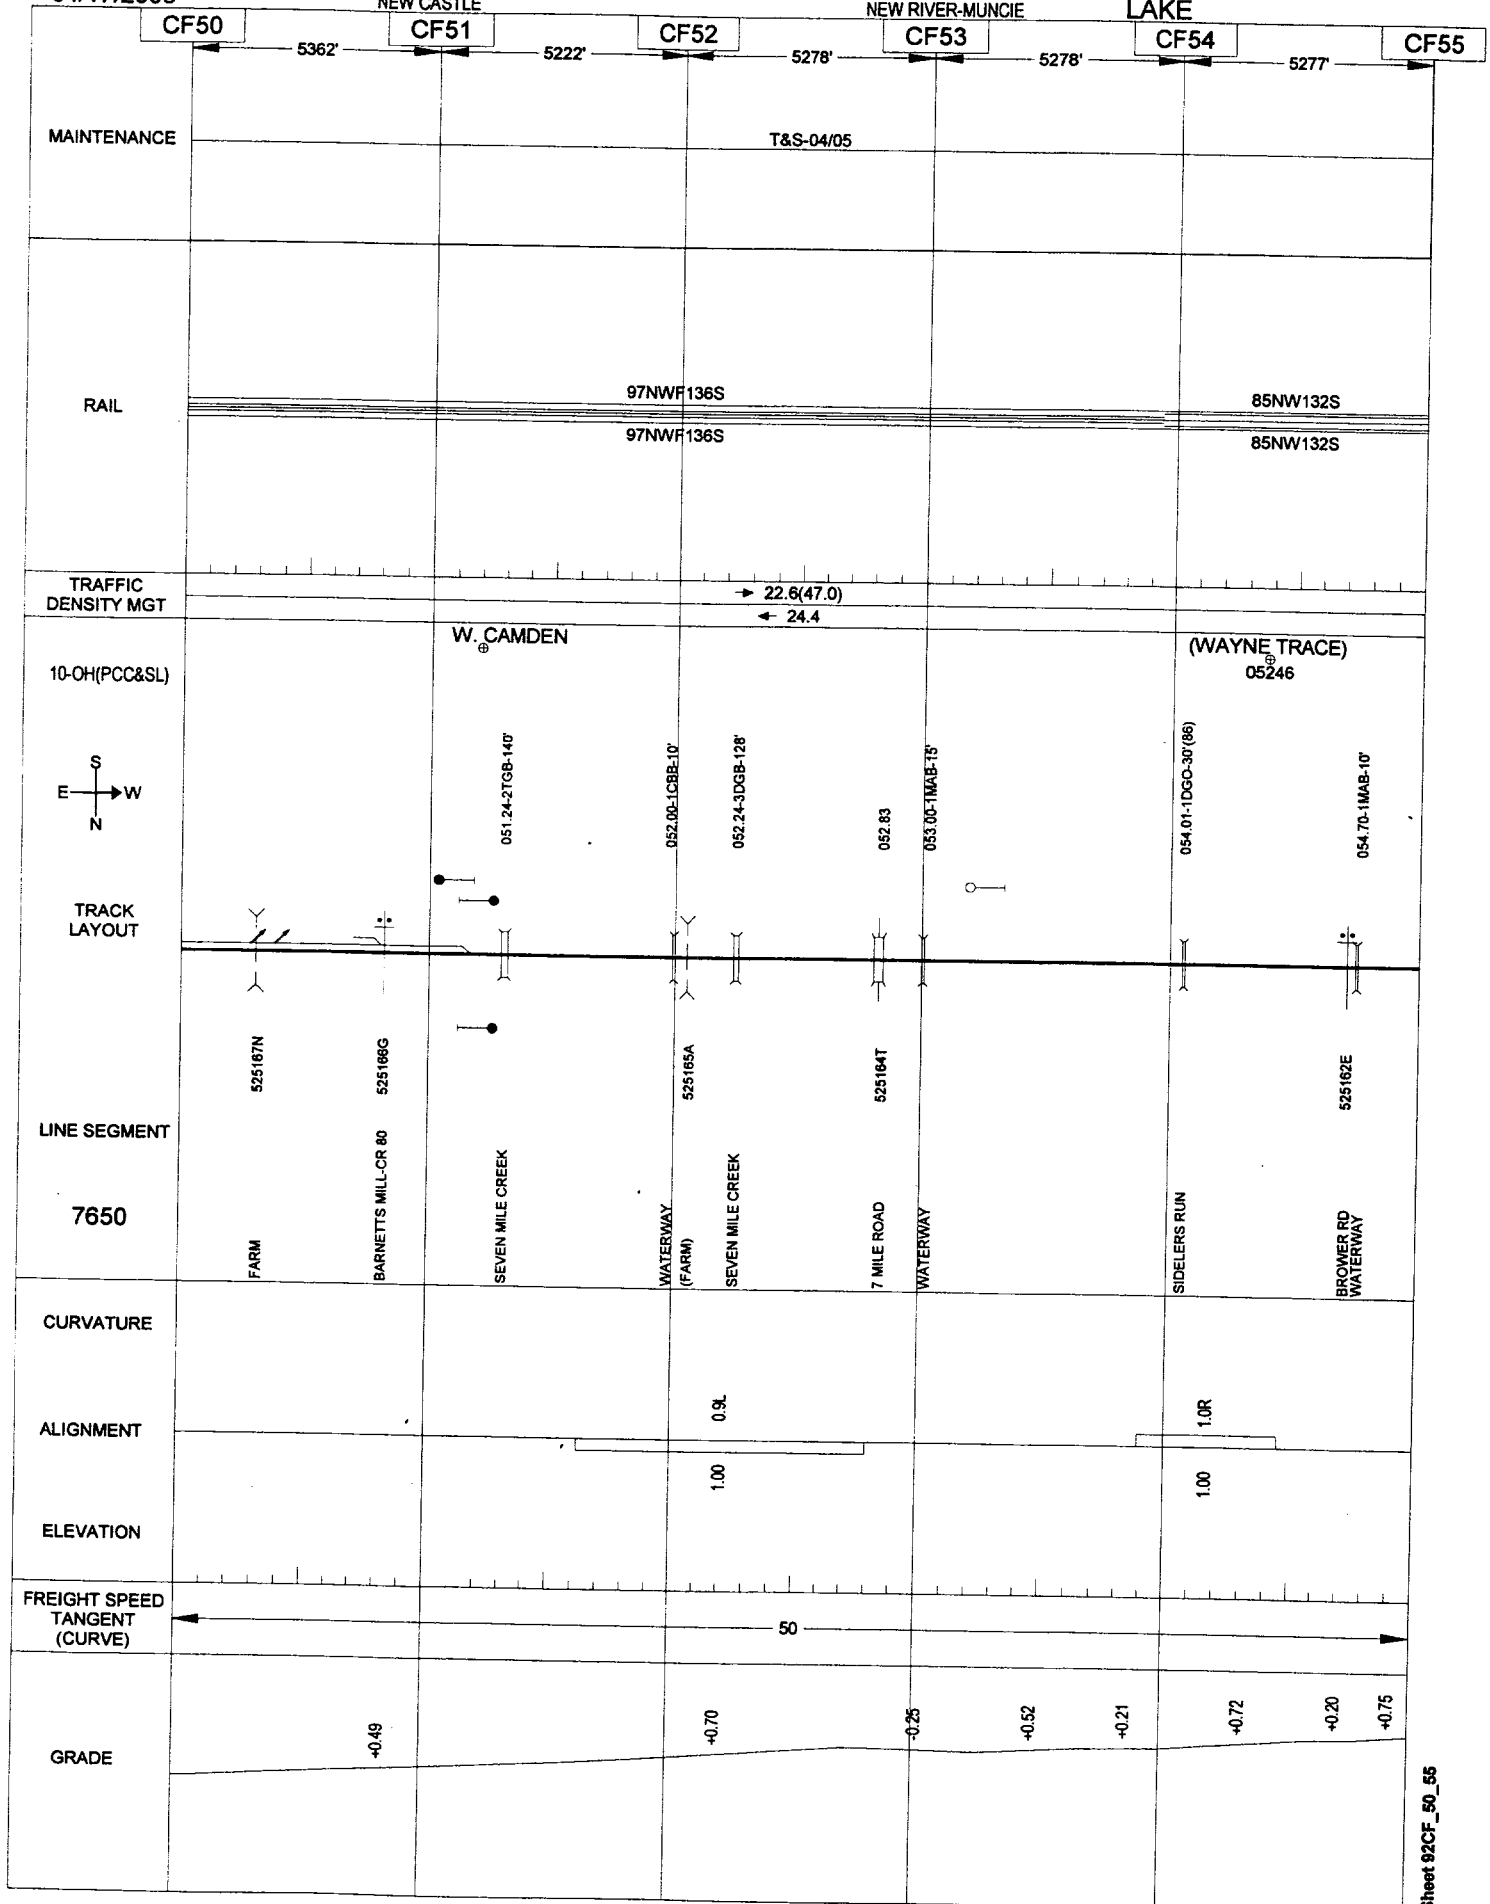 NEW CASTLE
NEW RIVER-MUNCIE
LAKE
CF50
CF51
CF52
CF53
CF54
CF55
5362'
5222'
5278'
5278'
5277'
MAINTENANCE
T&S-04/05
RAIL
97NWF136S
85NW132S
97NWF136S
85NW132S
TRAFFIC
DENSITY MGT
→ 22.6(47.0)
← 24.4
W. CAMDEN
(WAYNE TRACE)
05246
10-OH(PCC&SL)
S
E W
N
051.24-2TGB-140'
052.00-1CBB-10'
052.24-3DGB-128'
052.83
053.00-1MAB-15'
054.01-1DGO-30'(86)
054.70-1MAB-10'
TRACK
LAYOUT
525167N
525166G
525165A
525164T
525162E
LINE SEGMENT
7650
FARM
BARNETTS MILL-CR 80
SEVEN MILE CREEK
WATERWAY
(FARM)
SEVEN MILE CREEK
7 MILE ROAD
WATERWAY
SIDELERS RUN
BROWER RD
WATERWAY
CURVATURE
0.9L
1.0R
ALIGNMENT
1.00
1.00
ELEVATION
FREIGHT SPEED
TANGENT
(CURVE)
50
GRADE
+0.49
+0.70
-0.25
+0.52
+0.21
+0.72
+0.20
+0.75
Sheet 92CF_50_55